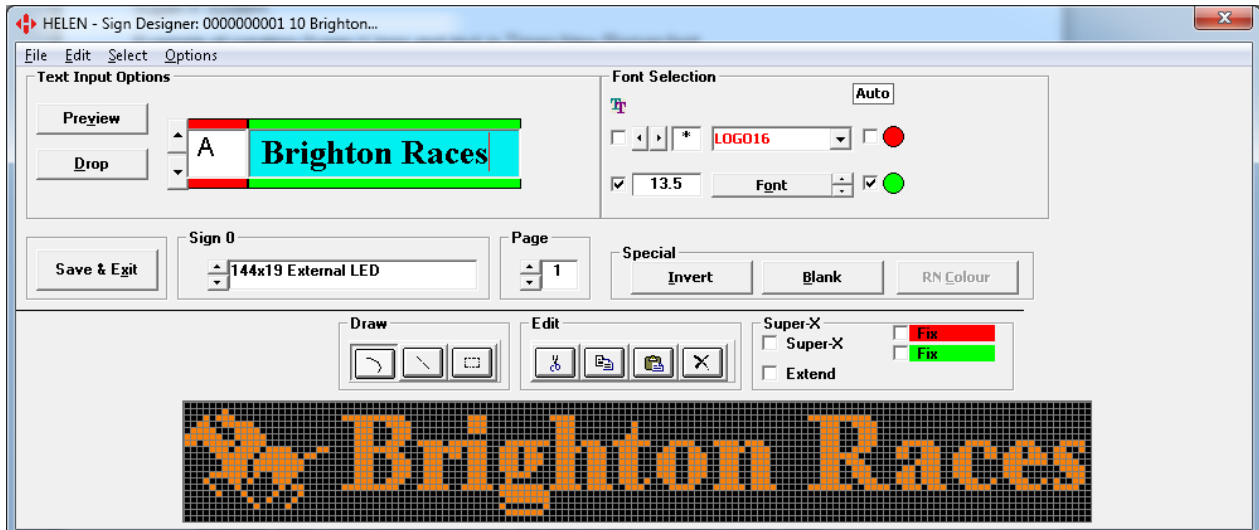 HELEN - Sign Designer: 0000000001 10 Brighton...
File Edit Select Options
Text Input Options
Preview
Drop
A
Brighton Races
Font Selection
Auto
*
LOGO16
13.5
Font
Save & Exit
Sign 0
144x19 External LED
Page
1
Special
Invert
Blank
RN Colour
Draw
Edit
Super-X
Super-X
Extend
Fix
Fix
Brighton Races